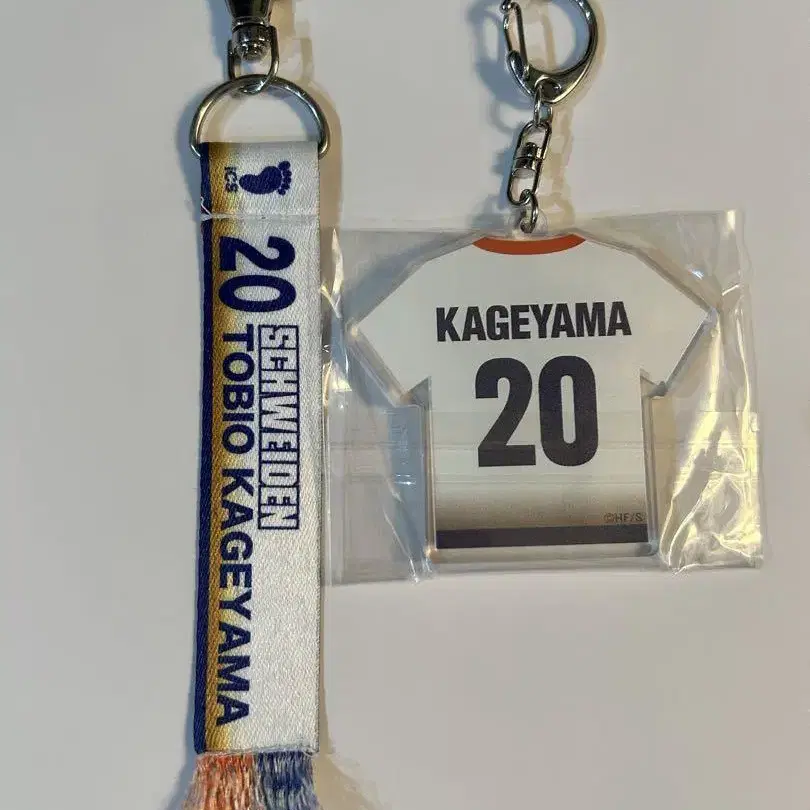 ICS
20
SCHWEIDEN
TOBIO KAGEYAMA
KAGEYAMA
20
©HF/S